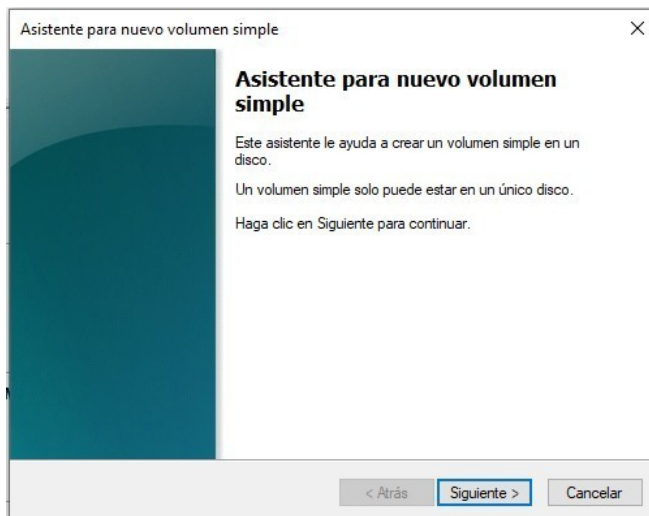 Asistente para nuevo volumen simple
Asistente para nuevo volumen
simple
Este asistente le ayuda a crear un volumen simple en un
disco.
Un volumen simple solo puede estar en un único disco.
Haga clic en Siguiente para continuar.
< Atrás
Siguiente >
Cancelar